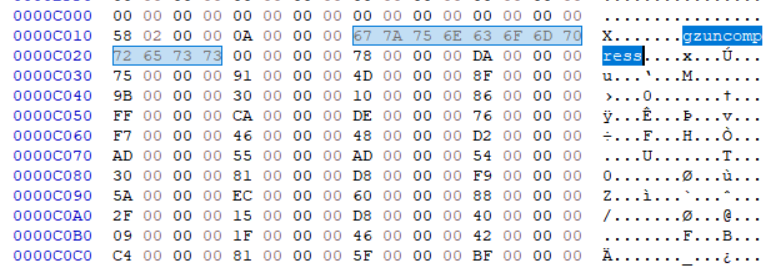 0000C000 00 00 00 00 00 00 00 00 00 00 00 00 00 00 00 00 ................
0000C010 58 02 00 00 0A 00 00 00 67 7A 75 6E 63 6F 6D 70 X.......gzuncomp
0000C020 72 65 73 73 00 00 00 00 78 00 00 00 DA 00 00 00 ress....x...Ú...
0000C030 75 00 00 00 91 00 00 00 4D 00 00 00 8F 00 00 00 u...‘...M.......
0000C040 9B 00 00 00 30 00 00 00 10 00 00 00 86 00 00 00 ›...0.......†...
0000C050 FF 00 00 00 CA 00 00 00 DE 00 00 00 76 00 00 00 ÿ...Ê...Þ...v...
0000C060 F7 00 00 00 46 00 00 00 48 00 00 00 D2 00 00 00 ÷...F...H...Ò...
0000C070 AD 00 00 00 55 00 00 00 AD 00 00 00 54 00 00 00 ....U.......T...
0000C080 30 00 00 00 81 00 00 00 D8 00 00 00 F9 00 00 00 0.......Ø...ù...
0000C090 5A 00 00 00 EC 00 00 00 60 00 00 00 88 00 00 00 Z...ì...`...ˆ...
0000C0A0 2F 00 00 00 15 00 00 00 D8 00 00 00 40 00 00 00 /.......Ø...@...
0000C0B0 09 00 00 00 1F 00 00 00 46 00 00 00 42 00 00 00 ........F...B...
0000C0C0 C4 00 00 00 81 00 00 00 5F 00 00 00 BF 00 00 00 Ä......._...¿...